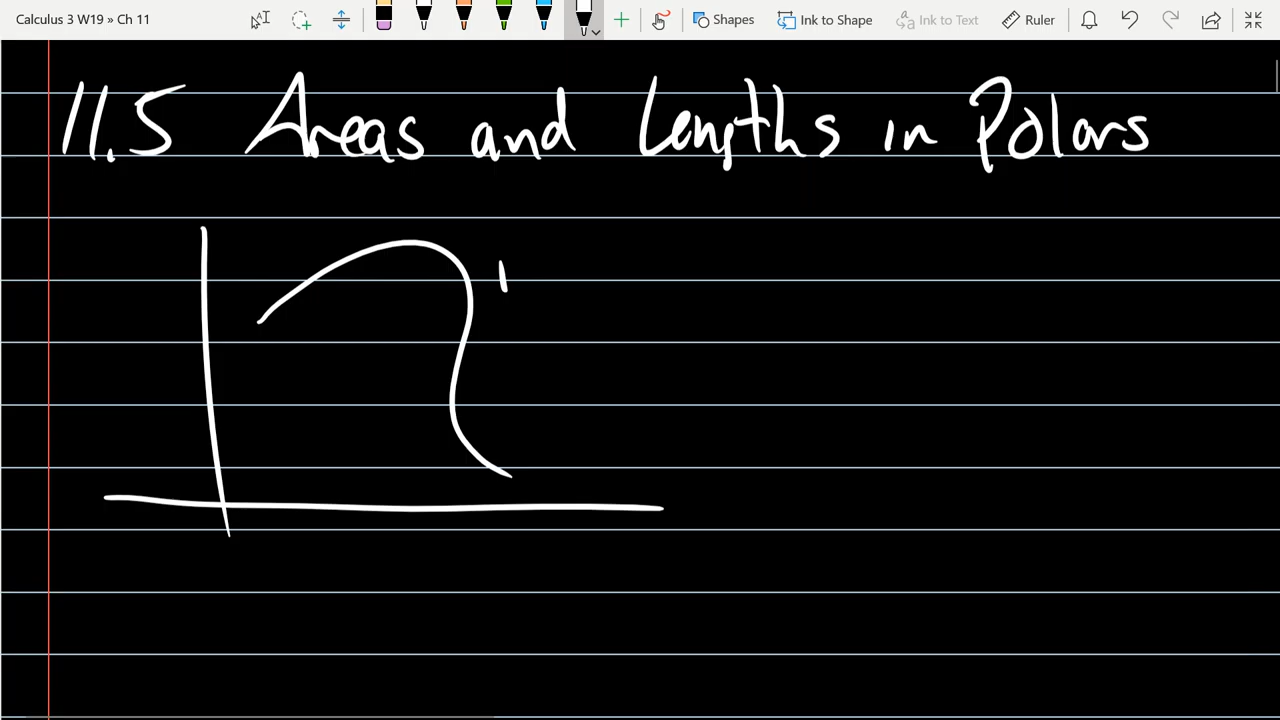 Calculus 3 W19 » Ch 11
Shapes
Ink to Shape
Ink to Text
Ruler
11.5 Areas and Lengths in Polars